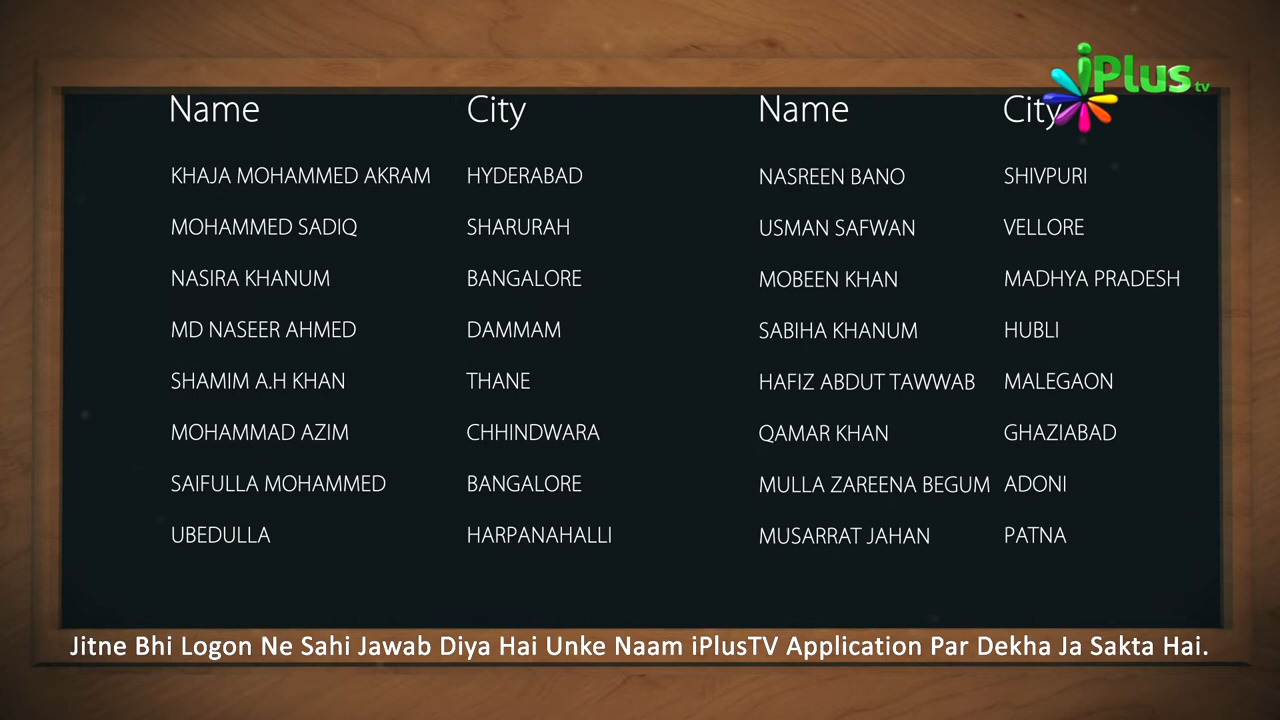 iPlus tv
Name City Name City
KHAJA MOHAMMED AKRAM HYDERABAD NASREEN BANO SHIVPURI
MOHAMMED SADIQ SHARURAH USMAN SAFWAN VELLORE
NASIRA KHANUM BANGALORE MOBEEN KHAN MADHYA PRADESH
MD NASEER AHMED DAMMAM SABIHA KHANUM HUBLI
SHAMIM A.H KHAN THANE HAFIZ ABDUT TAWWAB MALEGAON
MOHAMMAD AZIM CHHINDWARA QAMAR KHAN GHAZIABAD
SAIFULLA MOHAMMED BANGALORE MULLA ZAREENA BEGUM ADONI
UBEDULLA HARPANAHALLI MUSARRAT JAHAN PATNA
Jitne Bhi Logon Ne Sahi Jawab Diya Hai Unke Naam iPlusTV Application Par Dekha Ja Sakta Hai.